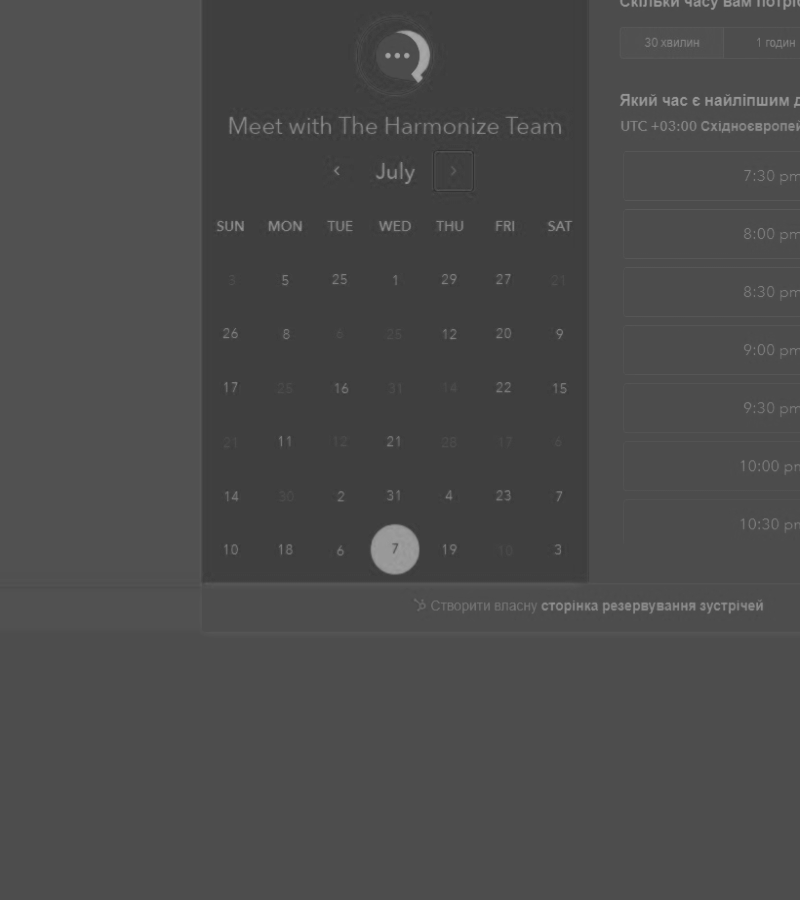 Meet with The Harmonize Team
July
SUN MON TUE WED THU FRI SAT
3 5 25 1 29 27 21
26 8 6 25 12 20 9
17 25 16 31 14 22 15
21 11 12 21 28 17 6
14 30 2 31 4 23 7
10 18 6 7 19 18 3
Скільки часу вам
30 хвилин 1 годин
Який час є найліпшим
UTC +03:00
7:30 pm
8:00 pm
8:30 pm
9:00 pm
9:30 pm
10:00 pm
10:30 pm
Створити власну сторінка резервування зустрічей